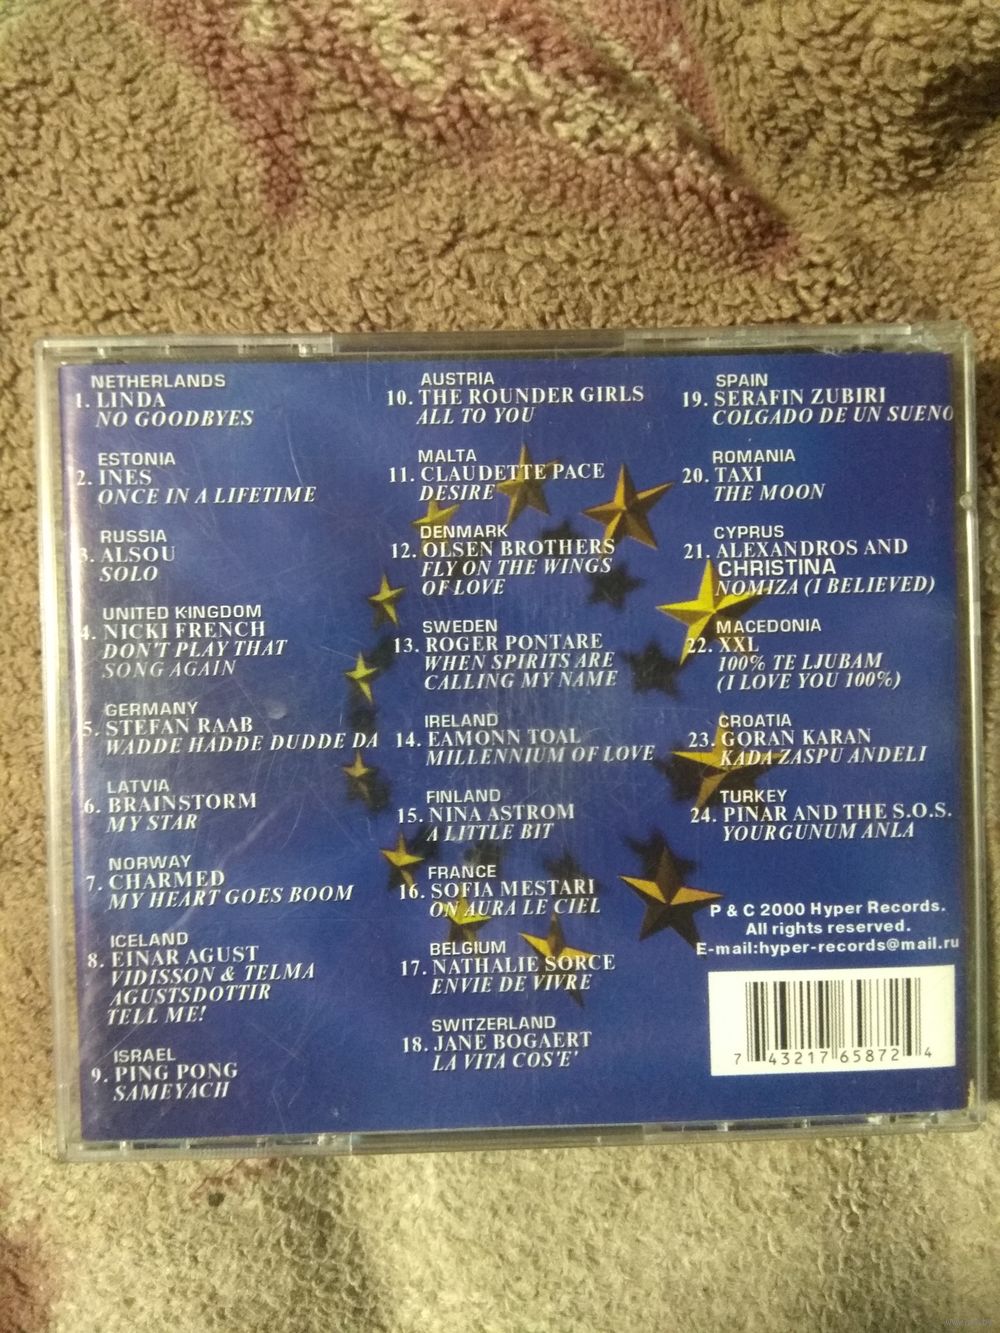 NETHERLANDS
1. LINDA
NO GOODBYES
ESTONIA
2. INES
ONCE IN A LIFETIME
RUSSIA
3. ALSOU
SOLO
UNITED KINGDOM
4. NICKI FRENCH
DON'T PLAY THAT
SONG AGAIN
GERMANY
5. STEFAN RAAB
WADDE HADDE DUDDE DA
LATVIA
6. BRAINSTORM
MY STAR
NORWAY
7. CHARMED
MY HEART GOES BOOM
ICELAND
8. EINAR AGUST
VIDISSON & TELMA
AGUSTSDOTTIR
TELL ME!
ISRAEL
9. PING PONG
SAMEYACH
AUSTRIA
10. THE ROUNDER GIRLS
ALL TO YOU
MALTA
11. CLAUDETTE PACE
DESIRE
DENMARK
12. OLSEN BROTHERS
FLY ON THE WINGS
OF LOVE
SWEDEN
13. ROGER PONTARE
WHEN SPIRITS ARE
CALLING MY NAME
IRELAND
14. EAMONN TOAL
MILLENNIUM OF LOVE
FINLAND
15. NINA ASTROM
A LITTLE BIT
FRANCE
16. SOFIA MESTARI
ON AURA LE CIEL
BELGIUM
17. NATHALIE SORCE
ENVIE DE VIVRE
SWITZERLAND
18. JANE BOGAERT
LA VITA COS'E'
SPAIN
19. SERAFIN ZUBIRI
COLGADO DE UN SUENO
ROMANIA
20. TAXI
THE MOON
CYPRUS
21. ALEXANDROS AND
CHRISTINA
NOMIZA (I BELIEVED)
MACEDONIA
22. XXL
100% TE LJUBAM
(I LOVE YOU 100%)
CROATIA
23. GORAN KARAN
KADA ZASPU ANDELI
TURKEY
24. PINAR AND THE S.O.S.
YOURGUNUM ANLA
P & C 2000 Hyper Records.
All rights reserved.
E-mail:hyper-records@mail.ru
7 43217 65872 4